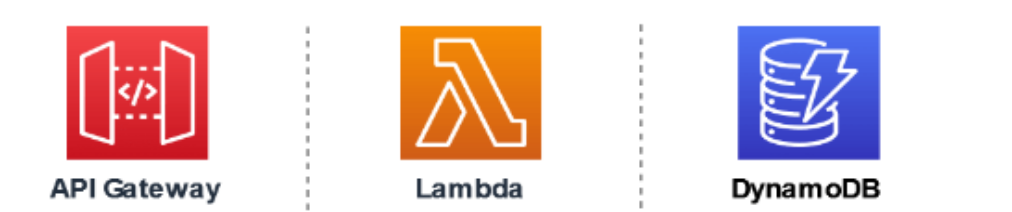 </>
API Gateway
Lambda
DynamoDB